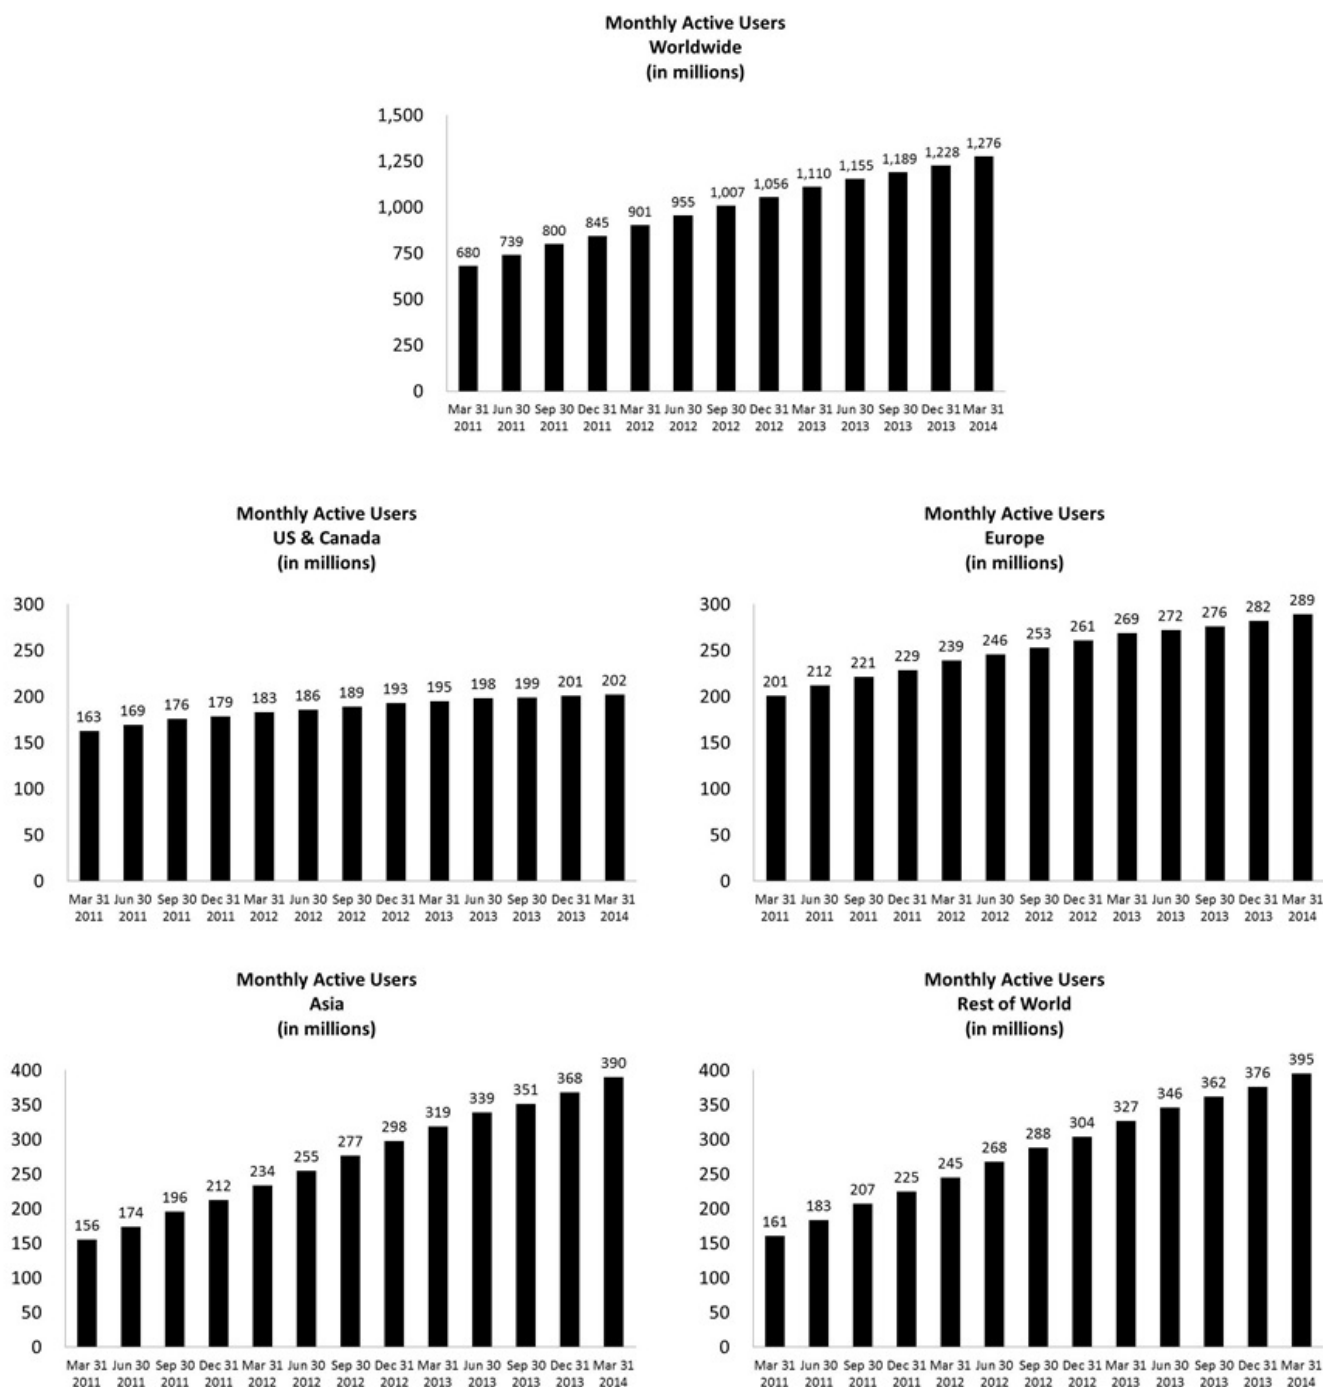 Monthly Active Users
Worldwide
(in millions)
1,500
1,250
1,000
750
500
250
0
680 739 800 845 901 955 1,007 1,056 1,110 1,155 1,189 1,228 1,276
Mar 31 Jun 30 Sep 30 Dec 31 Mar 31 Jun 30 Sep 30 Dec 31 Mar 31 Jun 30 Sep 30 Dec 31 Mar 31
2011 2011 2011 2011 2012 2012 2012 2012 2013 2013 2013 2013 2014
Monthly Active Users
US & Canada
(in millions)
300
250
200
150
100
50
0
163 169 176 179 183 186 189 193 195 198 199 201 202
Mar 31 Jun 30 Sep 30 Dec 31 Mar 31 Jun 30 Sep 30 Dec 31 Mar 31 Jun 30 Sep 30 Dec 31 Mar 31
2011 2011 2011 2011 2012 2012 2012 2012 2013 2013 2013 2013 2014
Monthly Active Users
Europe
(in millions)
300
250
200
150
100
50
0
201 212 221 229 239 246 253 261 269 272 276 282 289
Mar 31 Jun 30 Sep 30 Dec 31 Mar 31 Jun 30 Sep 30 Dec 31 Mar 31 Jun 30 Sep 30 Dec 31 Mar 31
2011 2011 2011 2011 2012 2012 2012 2012 2013 2013 2013 2013 2014
Monthly Active Users
Asia
(in millions)
400
350
300
250
200
150
100
50
0
156 174 196 212 234 255 277 298 319 339 351 368 390
Mar 31 Jun 30 Sep 30 Dec 31 Mar 31 Jun 30 Sep 30 Dec 31 Mar 31 Jun 30 Sep 30 Dec 31 Mar 31
2011 2011 2011 2011 2012 2012 2012 2012 2013 2013 2013 2013 2014
Monthly Active Users
Rest of World
(in millions)
400
350
300
250
200
150
100
50
0
161 183 207 225 245 268 288 304 327 346 362 376 395
Mar 31 Jun 30 Sep 30 Dec 31 Mar 31 Jun 30 Sep 30 Dec 31 Mar 31 Jun 30 Sep 30 Dec 31 Mar 31
2011 2011 2011 2011 2012 2012 2012 2012 2013 2013 2013 2013 2014